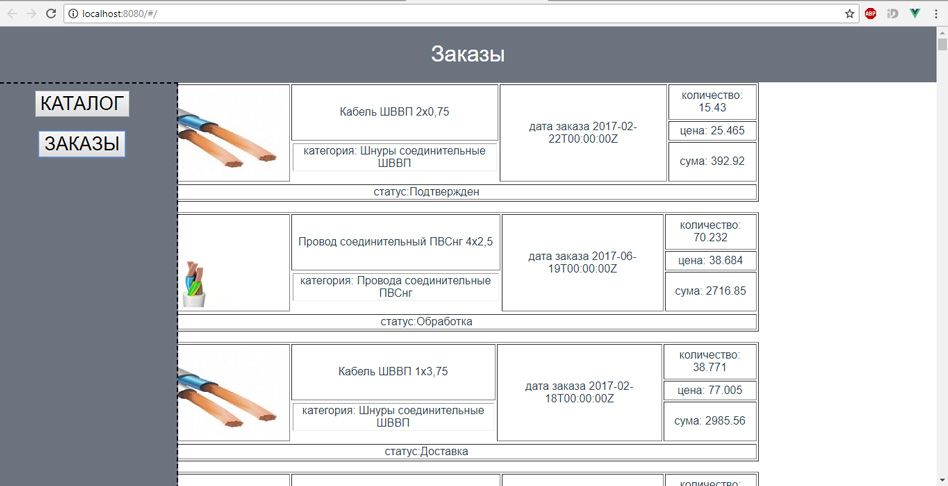 localhost:8080/#/
ABP
Заказы
КАТАЛОГ
ЗАКАЗЫ
Кабель ШВВП 2х0,75
категория: Шнуры соединительные
ШВВП
дата заказа 2017-02-
22T00:00:00Z
количество:
15.43
цена: 25.465
сума: 392.92
статус:Подтвержден
Провод соединительный ПВСнг 4х2,5
категория: Провода соединительные
ПВСнг
дата заказа 2017-06-
19T00:00:00Z
количество:
70.232
цена: 38.684
сума: 2716.85
статус:Обработка
Кабель ШВВП 1х3,75
категория: Шнуры соединительные
ШВВП
дата заказа 2017-02-
18T00:00:00Z
количество:
38.771
цена: 77.005
сума: 2985.56
статус:Доставка
количество: